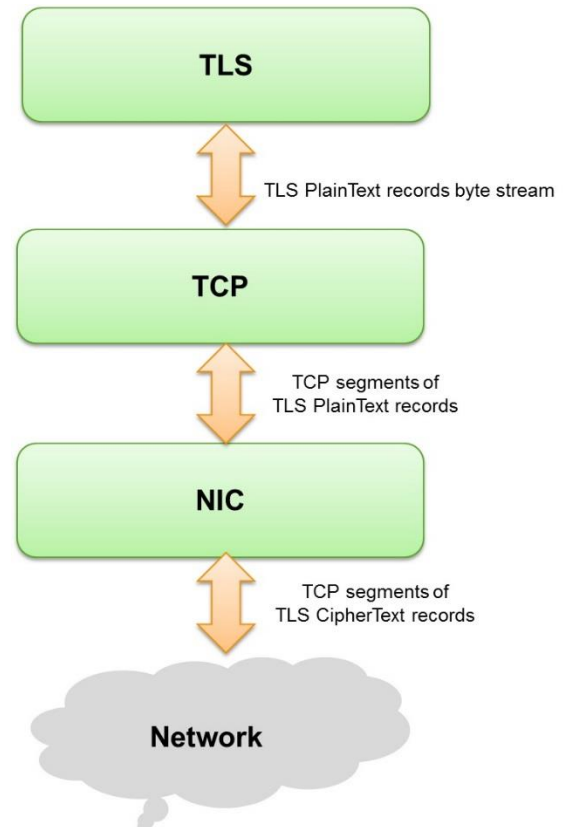 TLS
TLS PlainText records byte stream
TCP
TCP segments of
TLS PlainText records
NIC
TCP segments of
TLS CipherText records
Network